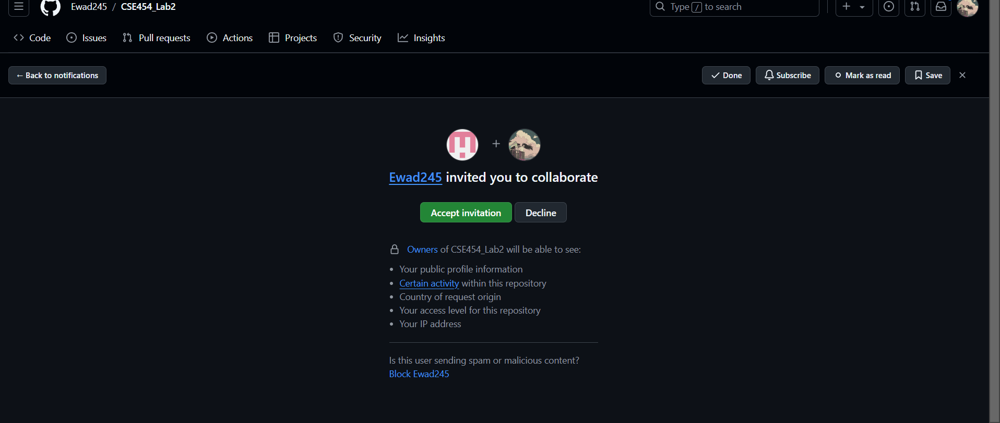 Ewad245 / CSE454_Lab2
Type / to search
Code Issues Pull requests Actions Projects Security Insights
← Back to notifications
Done Subscribe Mark as read Save
Ewad245 invited you to collaborate
Accept invitation Decline
Owners of CSE454_Lab2 will be able to see:
• Your public profile information
• Certain activity within this repository
• Country of request origin
• Your access level for this repository
• Your IP address
Is this user sending spam or malicious content?
Block Ewad245